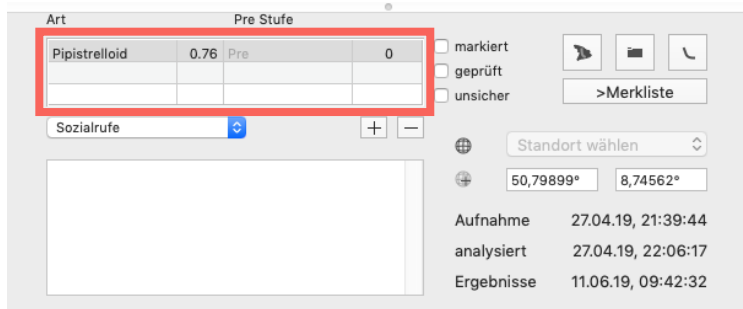 Art Pre Stufe
Pipistrelloid 0.76 Pre 0
markiert
geprüft
unsicher
>Merkliste
Sozialrufe + −
Standort wählen
50,79899° 8,74562°
Aufnahme 27.04.19, 21:39:44
analysiert 27.04.19, 22:06:17
Ergebnisse 11.06.19, 09:42:32